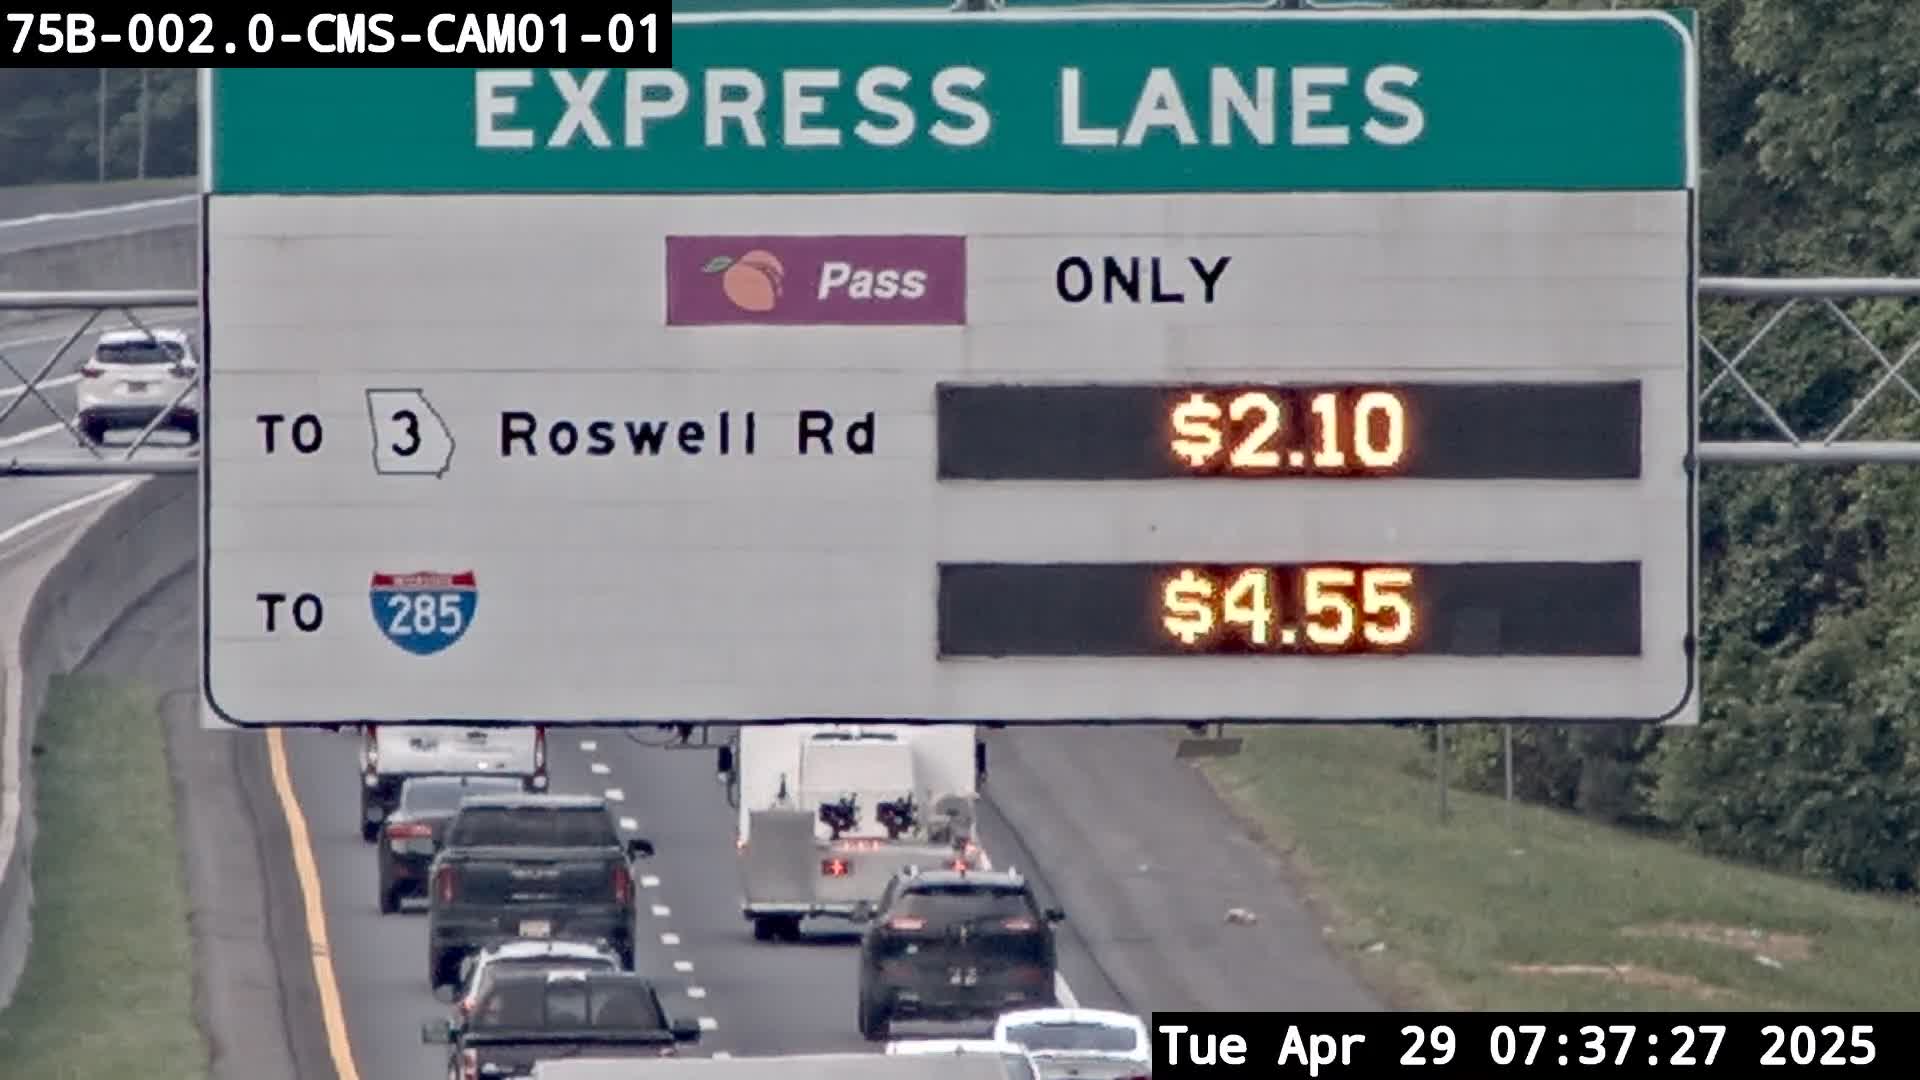 75B-002.0-CMS-CAM01-01
EXPRESS LANES
Pass ONLY
TO 3 Roswell Rd $2.10
TO INTERSTATE 285 $4.55
Tue Apr 29 07:37:27 2025